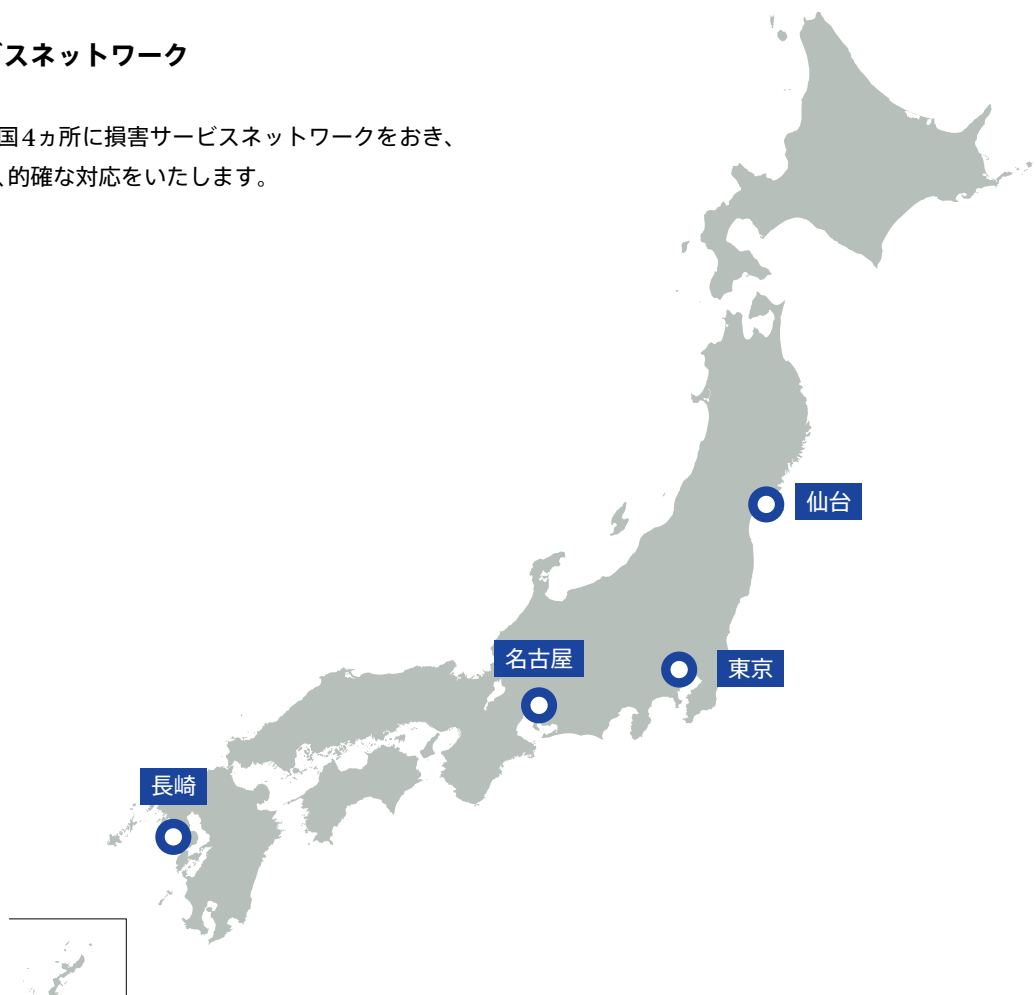 スネットワーク
国4ヵ所に損害サービスネットワークをおき、
、的確な対応をいたします。
仙台
名古屋
東京
長崎